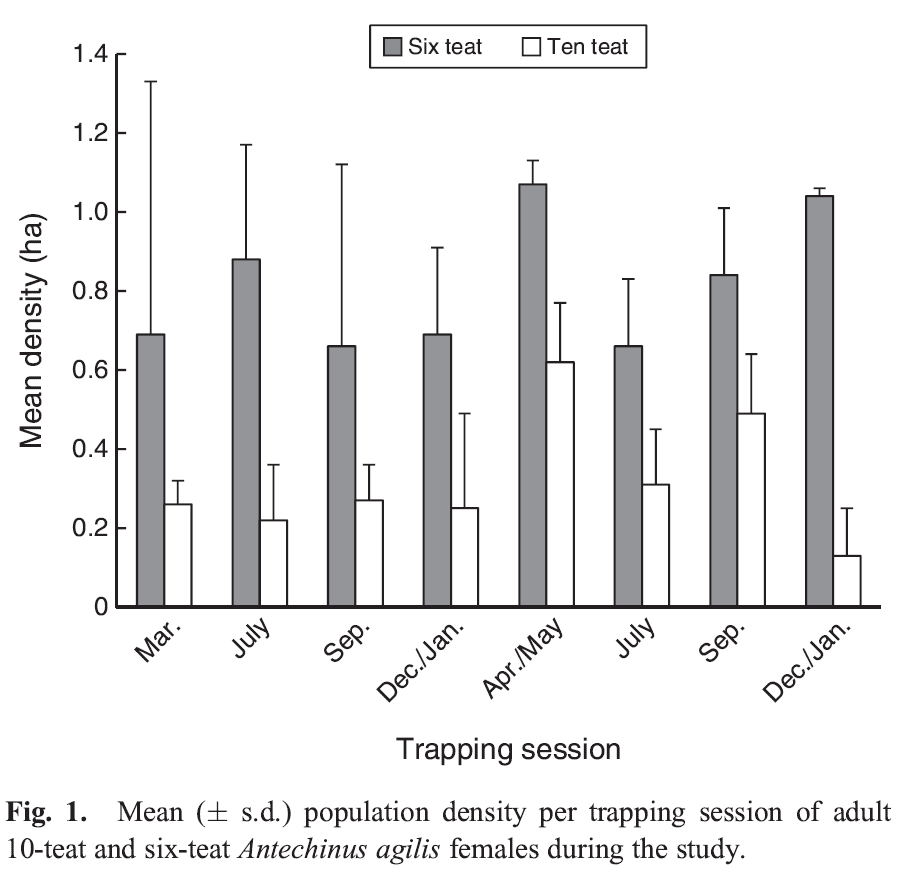 Six teat
Ten teat
1.4
1.2
1.0
0.8
0.6
0.4
0.2
0
Mean density (ha)
Mar.
July
Sep.
Dec./Jan.
Apr./May
July
Sep.
Dec./Jan.
Trapping session
Fig. 1. Mean (± s.d.) population density per trapping session of adult
10-teat and six-teat Antechinus agilis females during the study.